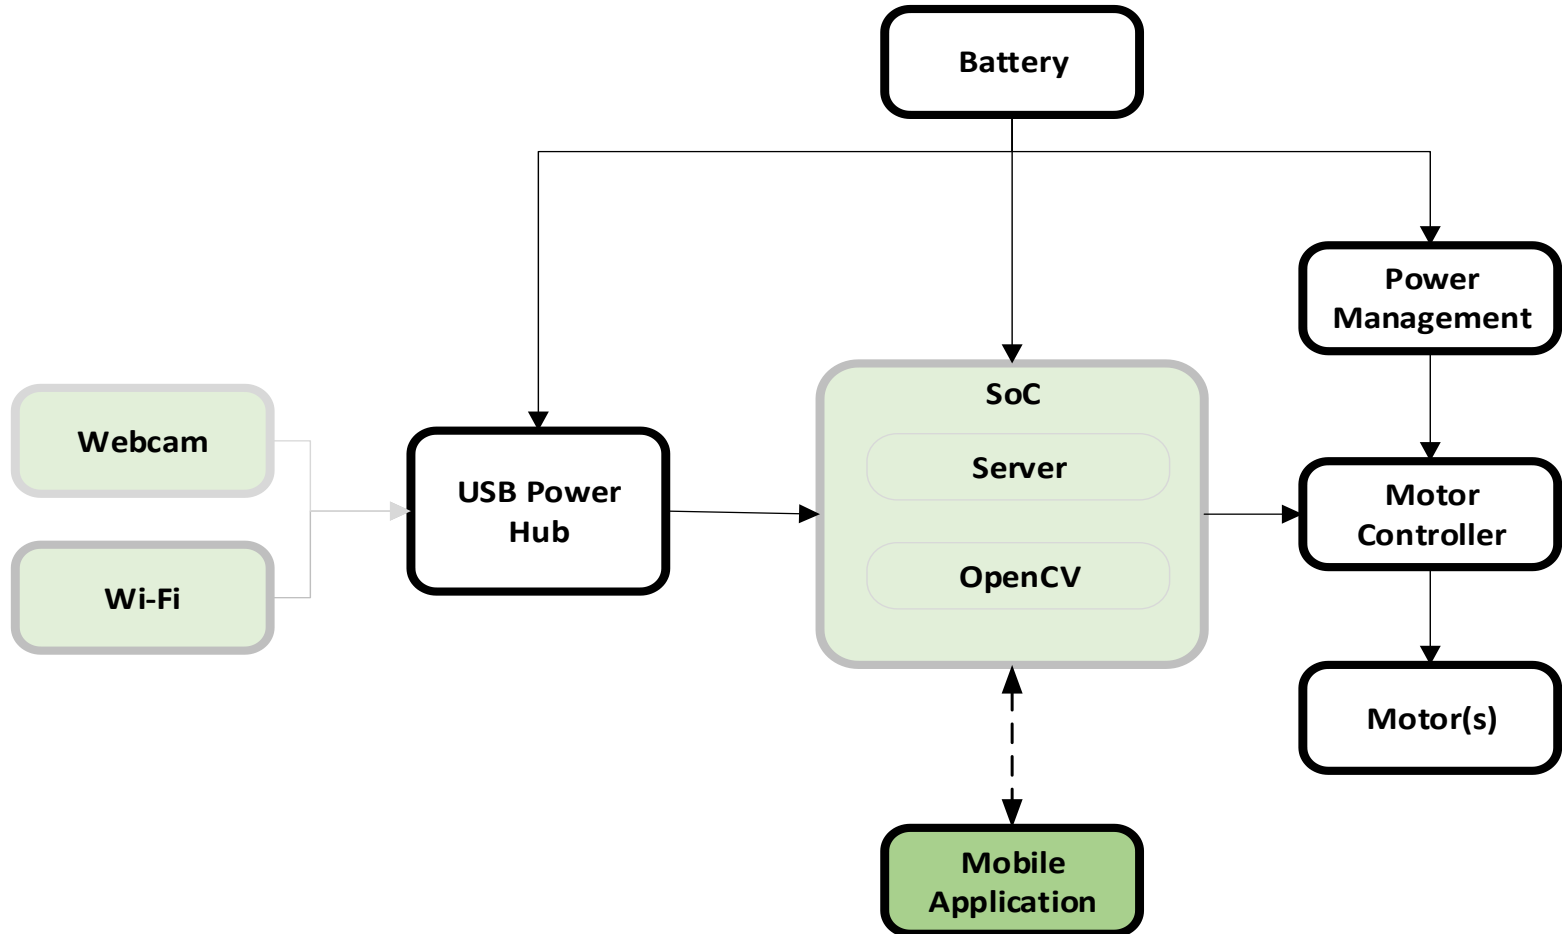 Battery
Power
Management
SoC
Webcam
Server
USB Power
Hub
Motor
Controller
OpenCV
Wi-Fi
Motor(s)
Mobile
Application